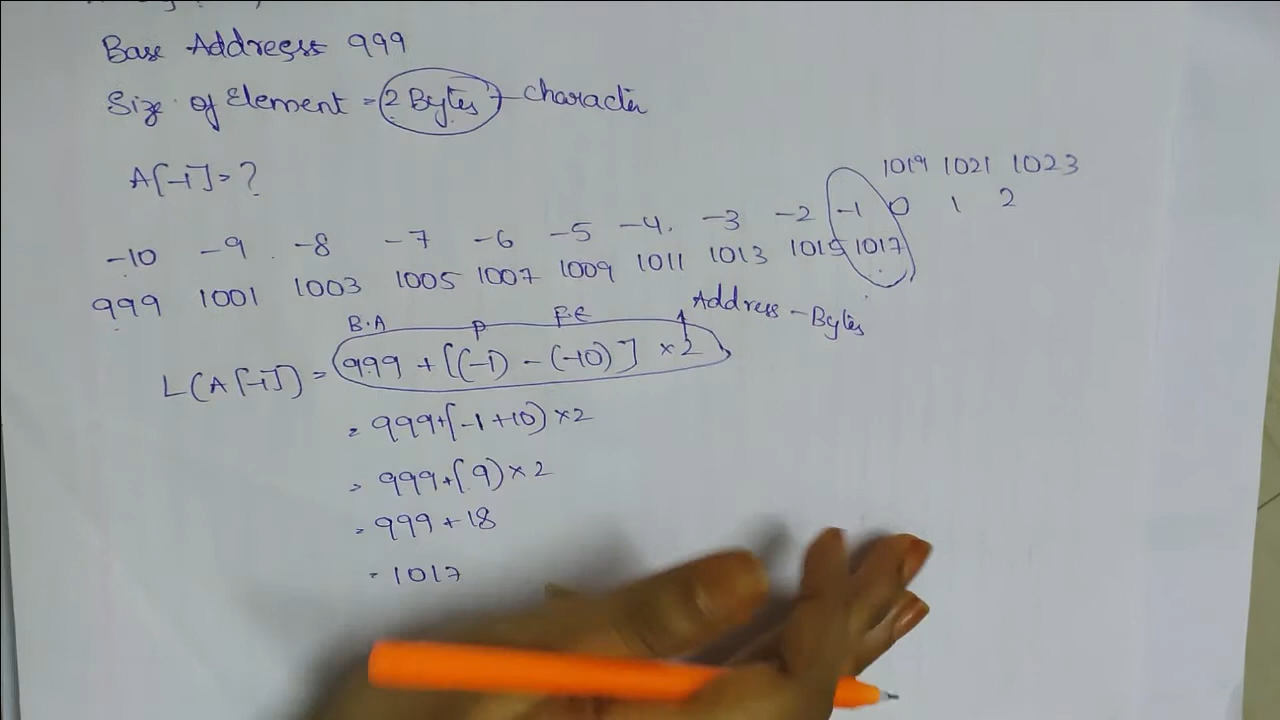 Base Address 999
Size of Element = 2 Bytes - character
A[-1] = ?
1019 1021 1023
-10 -9 -8 -7 -6 -5 -4 -3 -2 -1 0 1 2
999 1001 1003 1005 1007 1009 1011 1013 1015 1017
B.A P F.E Address - Bytes
L(A[-1]) = 999 + [(-1) - (-10)] × 2
= 999+(-1+10)×2
= 999+(9)×2
= 999+18
= 1017